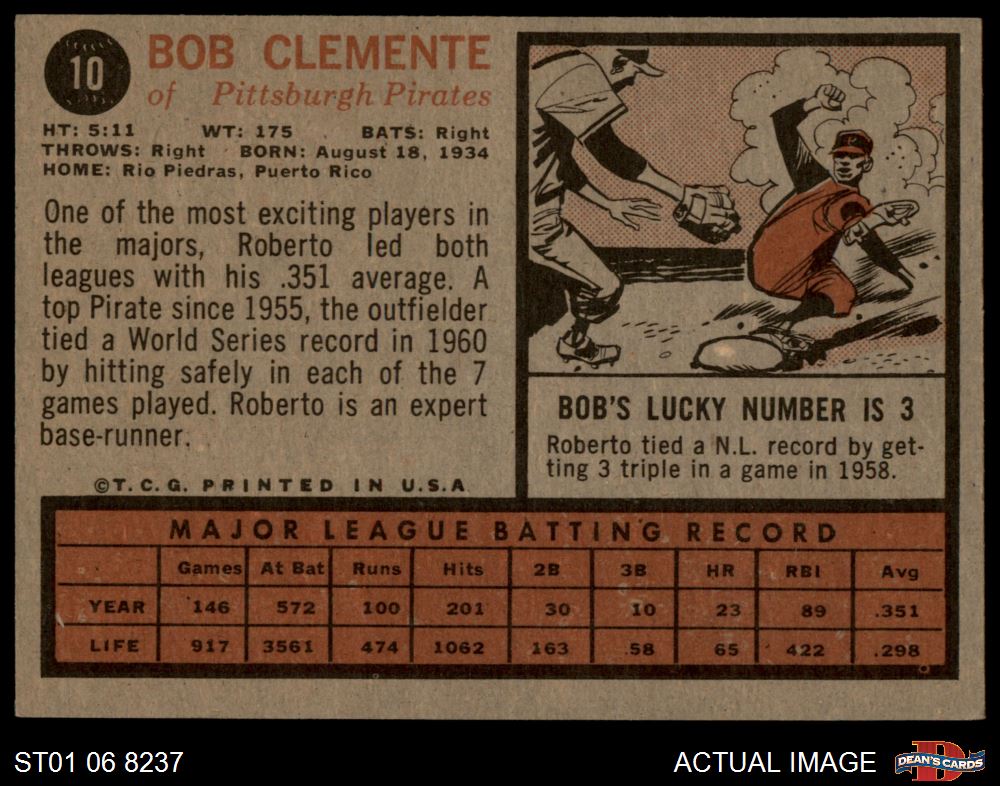 10
BOB CLEMENTE
of Pittsburgh Pirates
HT: 5:11 WT: 175 BATS: Right
THROWS: Right BORN: August 18, 1934
HOME: Rio Piedras, Puerto Rico
One of the most exciting players in
the majors, Roberto led both
leagues with his .351 average. A
top Pirate since 1955, the outfielder
tied a World Series record in 1960
by hitting safely in each of the 7
games played. Roberto is an expert
base-runner.
©T.C.G. PRINTED IN U.S.A
BOB'S LUCKY NUMBER IS 3
Roberto tied a N.L. record by get-
ting 3 triple in a game in 1958.
MAJOR LEAGUE BATTING RECORD
Games At Bat Runs Hits 2B 3B HR RBI Avg
YEAR 146 572 100 201 30 10 23 89 .351
LIFE 917 3561 474 1062 163 58 65 422 .298
ST01 06 8237
ACTUAL IMAGE
D
DEAN'S CARDS